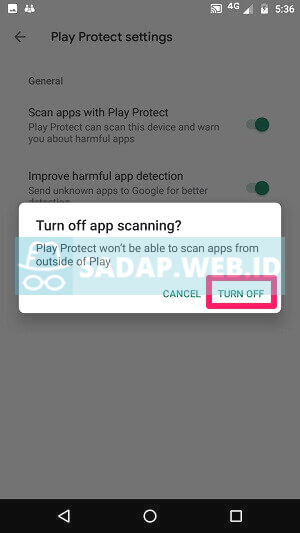 4G 5:36
Play Protect settings
General
Scan apps with Play Protect
Play Protect can scan this device and warn
you about harmful apps
Improve harmful app detection
Send unknown apps to Google for better
detection
Turn off app scanning?
Play Protect won't be able to scan apps from
outside of Play
SADAP.WEB.ID
CANCEL TURN OFF